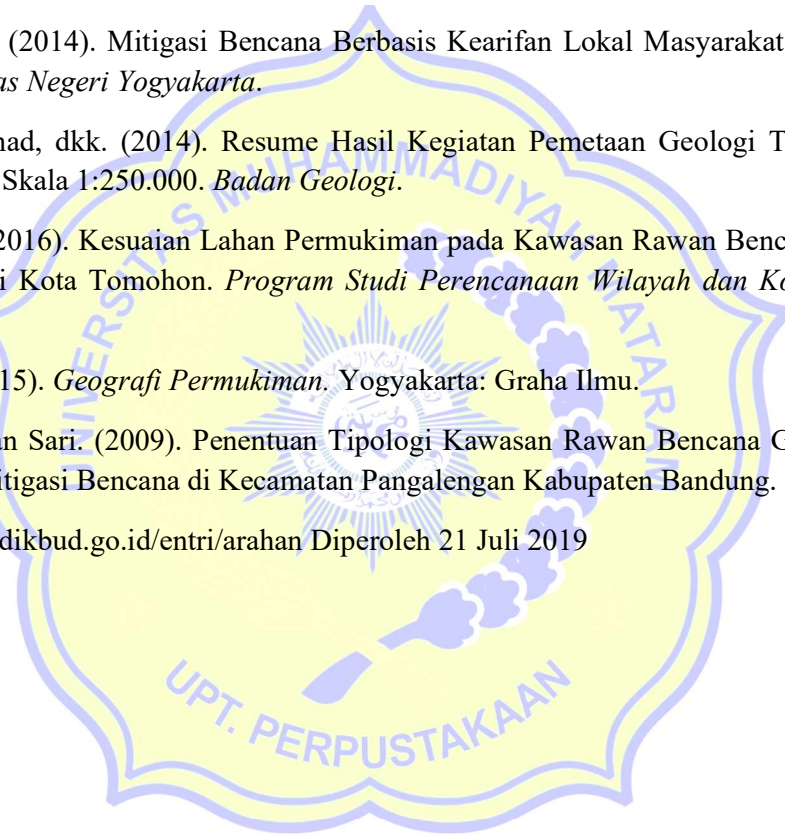 (2014). Mitigasi Bencana Berbasis Kearifan Lokal Masyarakat
as Negeri Yogyakarta.
nad, dkk. (2014). Resume Hasil Kegiatan Pemetaan Geologi T
Skala 1:250.000. Badan Geologi.
2016). Kesuaian Lahan Permukiman pada Kawasan Rawan Benc
i Kota Tomohon. Program Studi Perencanaan Wilayah dan Ko
15). Geografi Permukiman. Yogyakarta: Graha Ilmu.
an Sari. (2009). Penentuan Tipologi Kawasan Rawan Bencana G
itigasi Bencana di Kecamatan Pangalengan Kabupaten Bandung.
dikbud.go.id/entri/arahan Diperoleh 21 Juli 2019
UNIVERSITAS MUHAMMADIYAH MATARAN
UPT. PERPUSTAKAAN